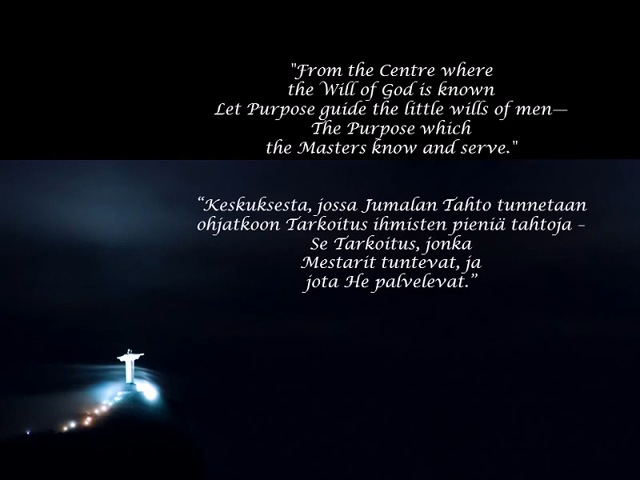 "From the Centre where
the Will of God is known
Let Purpose guide the little wills of men—
The Purpose which
the Masters know and serve."
“Keskuksesta, jossa Jumalan Tahto tunnetaan
ohjatkoon Tarkoitus ihmisten pieniä tahtoja –
Se Tarkoitus, jonka
Mestarit tuntevat, ja
jota He palvelevat.”